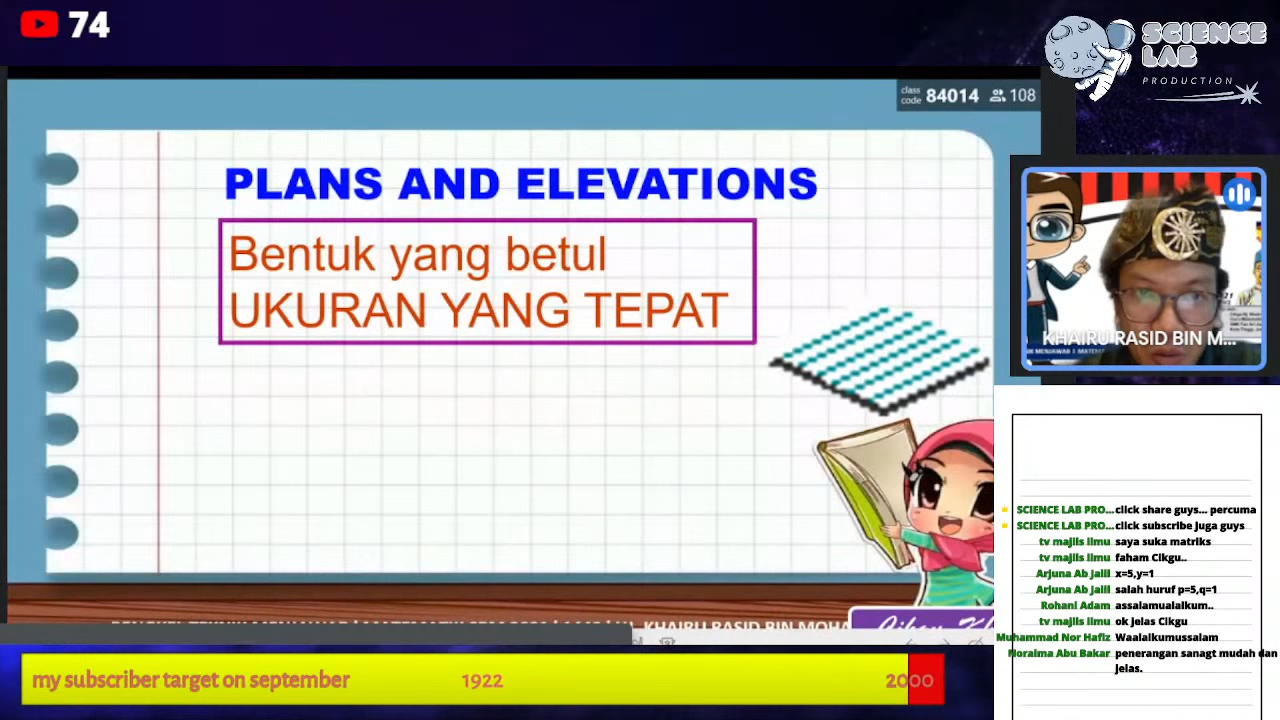 74
SCIENCE
LAB
PRODUCTION
class
code 84014 108
PLANS AND ELEVATIONS
Bentuk yang betul
UKURAN YANG TEPAT
KHAIRU RASID BIN M...
SCIENCE LAB PRO... click share guys... percuma
SCIENCE LAB PRO... click subscribe juga guys
tv majlis ilmu saya suka matriks
tv majlis ilmu faham Cikgu..
Arjuna Ab Jalil x=5,y=1
Arjuna Ab Jalil salah huruf p=5,q=1
Rohani Adam assalamualaikum..
tv majlis ilmu ok jelas Cikgu
Muhammad Nor Hafiz Waalaikumussalam
Noraima Abu Bakar penerangan sanagt mudah dan
jelas.
my subscriber target on september 1922 2000